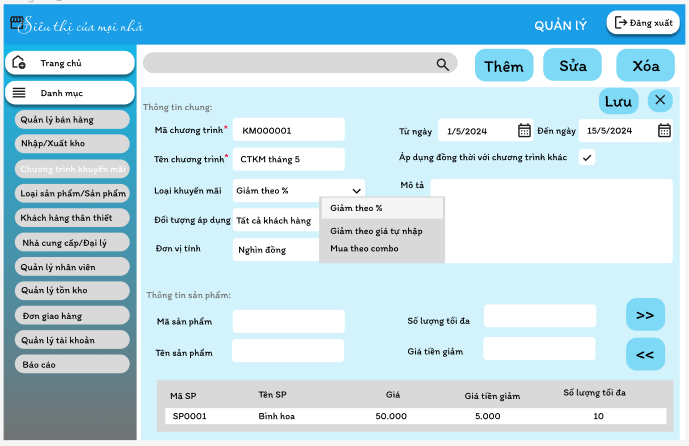 Siêu thị của mọi nhà
QUẢN LÝ
Đăng xuất
Trang chủ
Thêm
Sửa
Xóa
Danh mục
Lưu
Thông tin chung:
Quản lý bán hàng
Mã chương trình*
KM000001
Từ ngày
1/5/2024
Đến ngày
15/5/2024
Nhập/Xuất kho
Tên chương trình*
CTKM tháng 5
Áp dụng đồng thời với chương trình khác
Chương trình khuyến mãi
Loại sản phẩm/Sản phẩm
Loại khuyến mãi
Giảm theo %
Mô tả
Giảm theo %
Khách hàng thân thiết
Đối tượng áp dụng
Tất cả khách hàng
Giảm theo giá tự nhập
Nhà cung cấp/Đại lý
Đơn vị tính
Nghìn đồng
Mua theo combo
Quản lý nhân viên
Quản lý tồn kho
Thông tin sản phẩm:
Đơn giao hàng
Mã sản phẩm
Số lượng tối đa
>>
Quản lý tài khoản
Tên sản phẩm
Giá tiền giảm
<<
Báo cáo
Mã SP
Tên SP
Giá
Giá tiền giảm
Số lượng tối đa
SP0001
Bình hoa
50.000
5.000
10